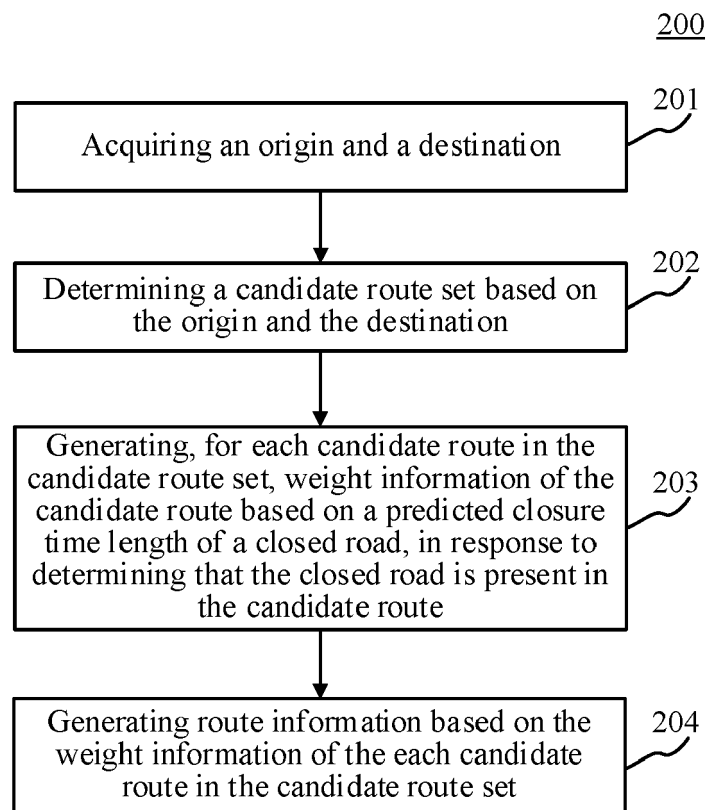 200
201
Acquiring an origin and a destination
202
Determining a candidate route set based on
the origin and the destination
Generating, for each candidate route in the
candidate route set, weight information of the
candidate route based on a predicted closure
time length of a closed road, in response to
determining that the closed road is present in
the candidate route
203
Generating route information based on the
weight information of the each candidate
route in the candidate route set
204